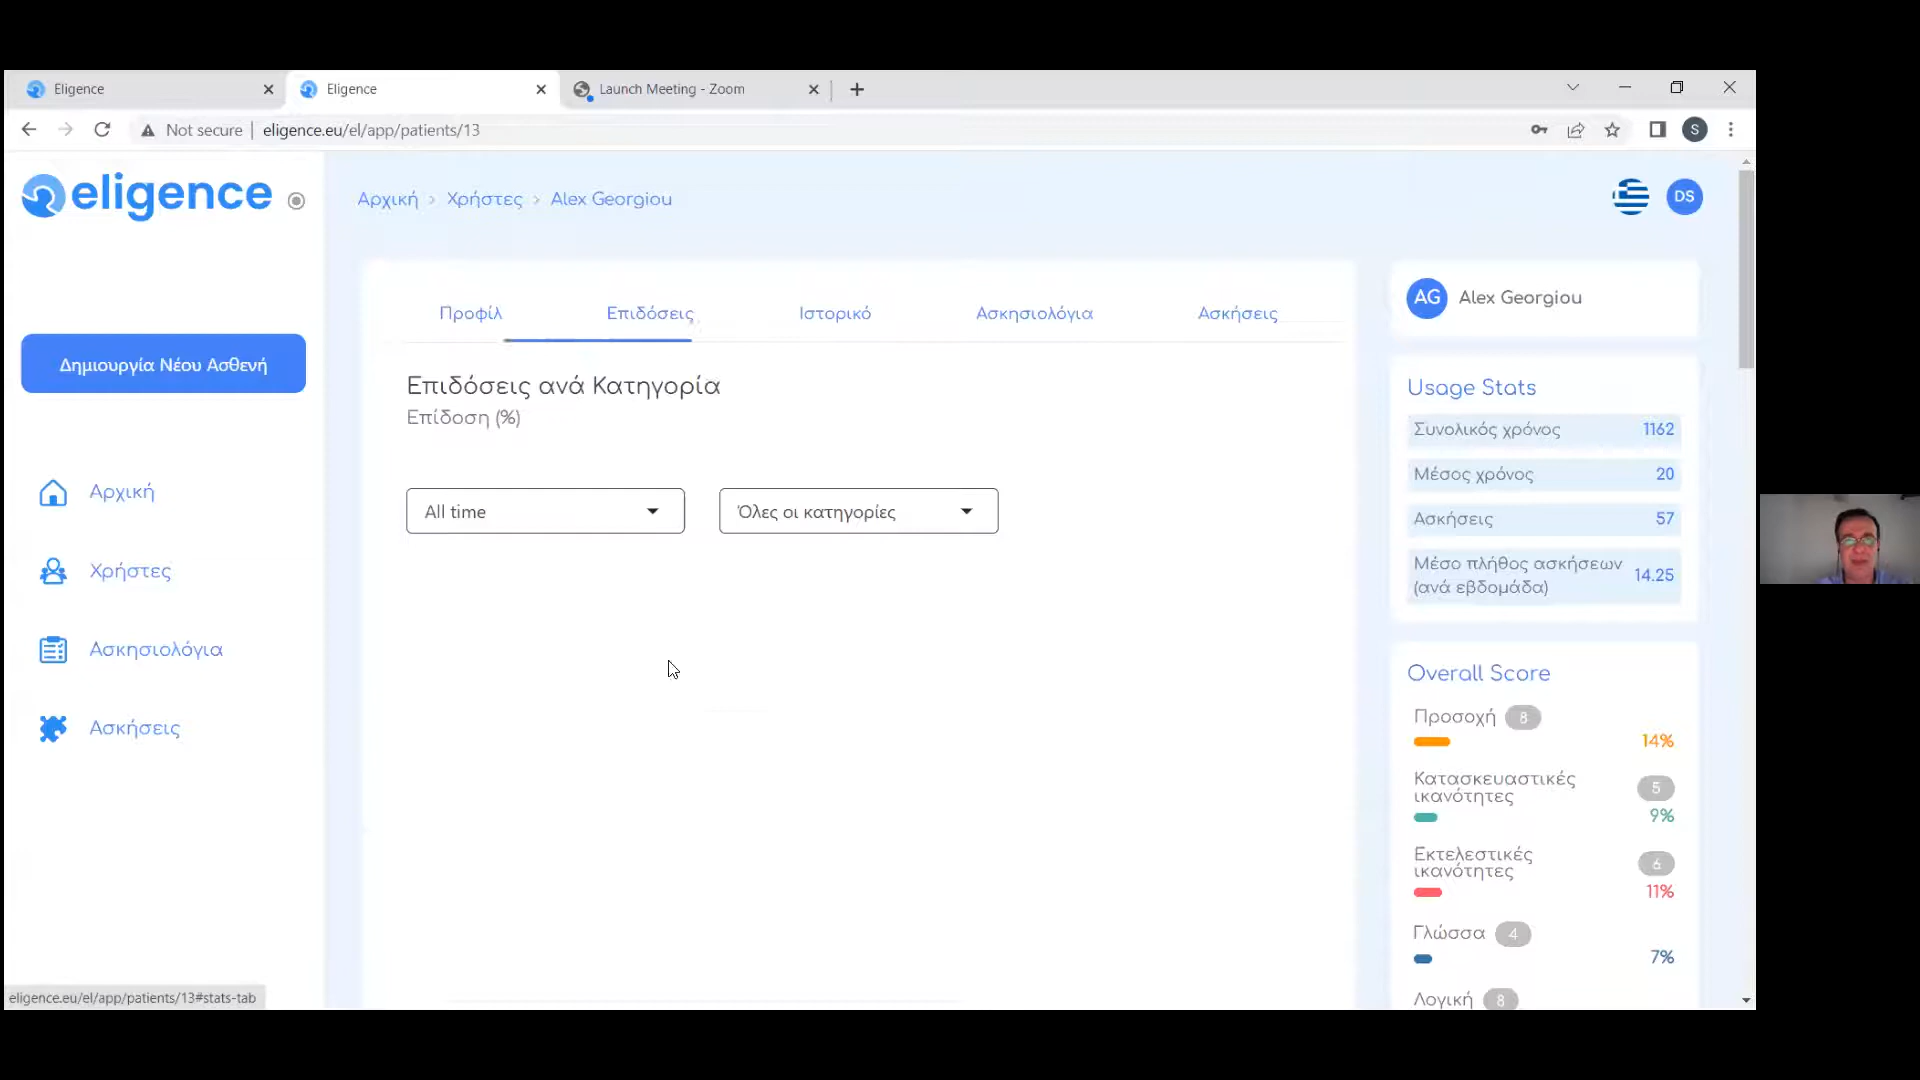 Eligence
Eligence
Launch Meeting - Zoom
Not secure
eligence.eu/el/app/patients/13
S
eligence
Αρχική
Χρήστες
Alex Georgiou
DS
Δημιουργία Νέου Ασθενή
Αρχική
Χρήστες
Ασκησιολόγια
Ασκήσεις
Προφίλ
Επιδόσεις
Ιστορικό
Ασκησιολόγια
Ασκήσεις
Επιδόσεις ανά Κατηγορία
Επίδοση (%)
All time
Όλες οι κατηγορίες
AG
Alex Georgiou
Usage Stats
Συνολικός χρόνος 1162
Μέσος χρόνος 20
Ασκήσεις 57
Μέσο πλήθος ασκήσεων
(ανά εβδομάδα) 14.25
Overall Score
Προσοχή 8
14%
Κατασκευαστικές
ικανότητες 5
9%
Εκτελεστικές
ικανότητες 6
11%
Γλώσσα 4
7%
Λογική 8
eligence.eu/el/app/patients/13#stats-tab